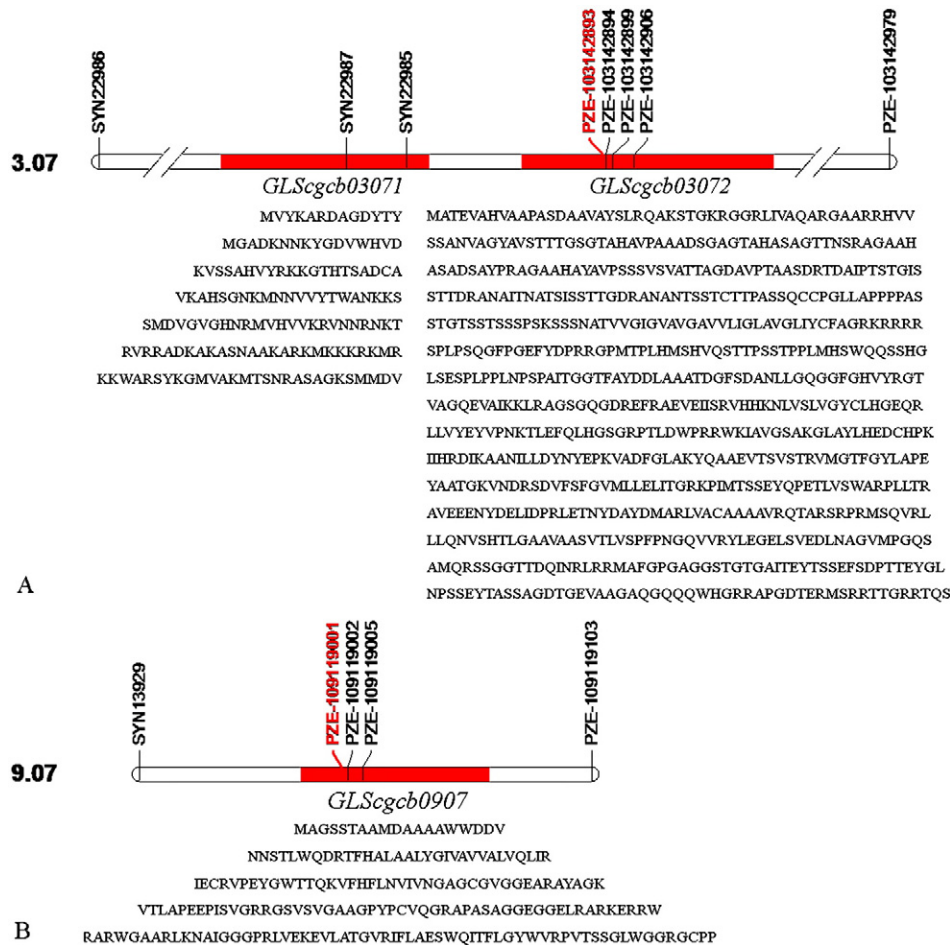 SYN22986
SYN22987
SYN22985
PZE-103142893
PZE-103142894
PZE-103142899
PZE-103142906
PZE-103142979
3.07
GLScgcb03071
GLScgcb03072
MVYKARDAGDYTY
MGADKNNKYGDVWHVD
KVSSAHVYRKKGTHTSADCA
VKAHSGNKMNNVVYTWANKKS
SMDVGVGHNRMVHVVKRVNNRNKT
RVRRADKAKASNAAKARKMKKKRKMR
KKWARSYKGMVAKMTSNRASAGKSMMDV
MATEVAHVAAPASDAAVAYSLRQAKSTGKRGGRLIVAQARGAARRHVV
SSANVAGYAVSTTTGSGTAHAVPAAADSGAGTAHASAGTTNSRAGAAH
ASADSAYPRAGAAHAYAVPSSSVSVATTAGDAVPTAASDRTDAIPTSTGIS
STTDRANAITNATSISSTTGDRANANTSSTCTTPASSQCCPGLLAPPPPAS
STGTSSTSSSPSKSSSNATVVGIGVAVGAVVLIGLAVGLIYCFAGRKRRRR
SPLPSQGFPGEFYDPRRGPMTPLHMSHVQSTTPSSTPPLMHSWQQSSHG
LSESPLPPLNPSPAITGGTFAYDDLAAATDGFSDANLLGQGGFGHVYRGT
VAGQEVAIKKLRAGSGQGDREFRAEVEIISRVHHKNLVSLVGYCLHGEQR
LLVYEYVPNKTLEFQLHGSGRPTLDWPRRWKIAVGSAKGLAYLHEDCHPK
IIHRDIKAANILLDYNYEPKVADFGLAKYQAAEVTSVSTRVMGTFGYLAPE
YAATGKVNDRSDVFSFGVMLLELITGRKPIMTSSEYQPETLVSWARPLLTR
AVEEENYDELIDPRLETNYDAYDMARLVACAAAAVRQTARSRPRMSQVRL
LLQNVSHTLGAAVAASVTLVSPFPNGQVVRYLEGELSVEDLNAGVMPGQS
AMQRSSGGTTDQINRLRRMAFGPGAGGSTGTGAITEYTSSEFSDPTTEYGL
NPSSEYTASSAGDTGEVAAGAQGQQQWHGRRAPGDTERMSRRTTGRRTQS
A
SYN13929
PZE-109119001
PZE-109119002
PZE-109119005
PZE-109119103
9.07
GLScgcb0907
MAGSSTAAMDAAAAWWDDV
NNSTLWQDRTFHALAALYGIVAVVALVQLIR
IECRVPEYGWTTQKVFHFLNVIVNGAGCGVGGEARAYAGK
VTLAPEEPISVGRRGSVSVGAAGPYPCVQGRAPASAGGEGGELRARKERRW
RARWGAARLKNAIGGGPRLVEKEVLATGVRIFLAESWQITFLGYWVRPVTSSGLWGGRGCPP
B